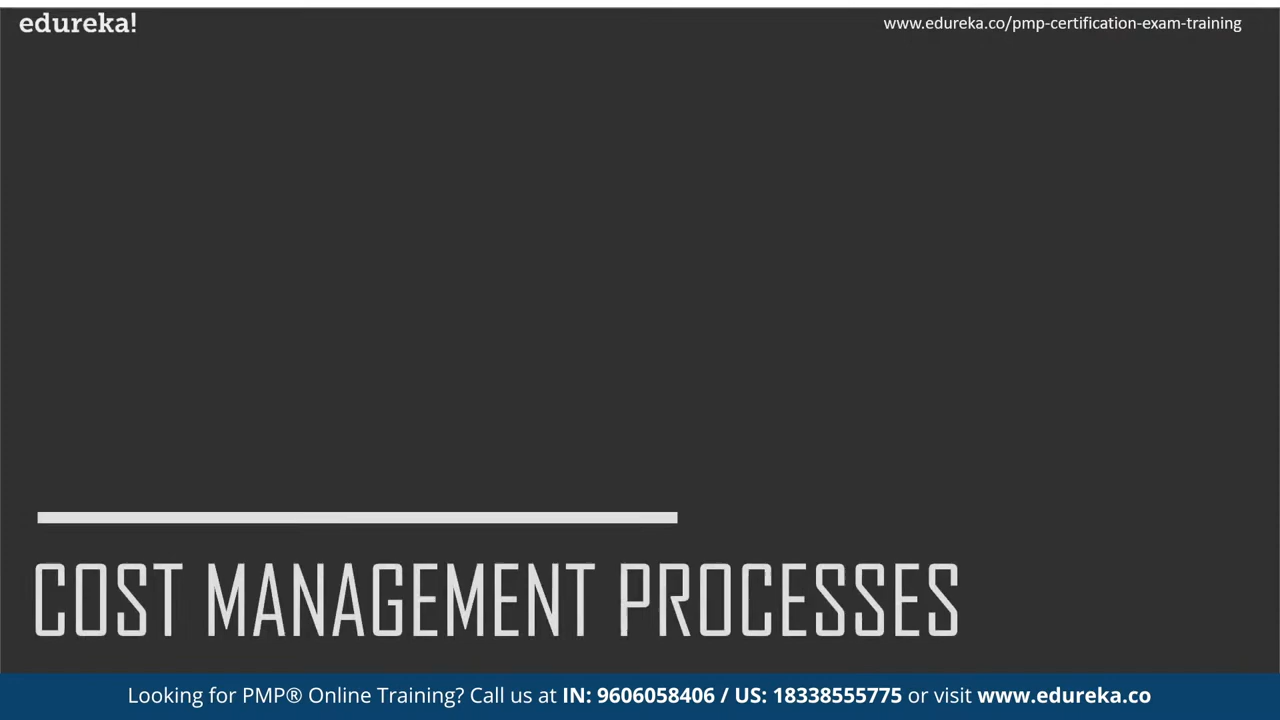 edureka!
www.edureka.co/pmp-certification-exam-training
COST MANAGEMENT PROCESSES
Looking for PMP® Online Training? Call us at IN: 9606058406 / US: 18338555775 or visit www.edureka.co